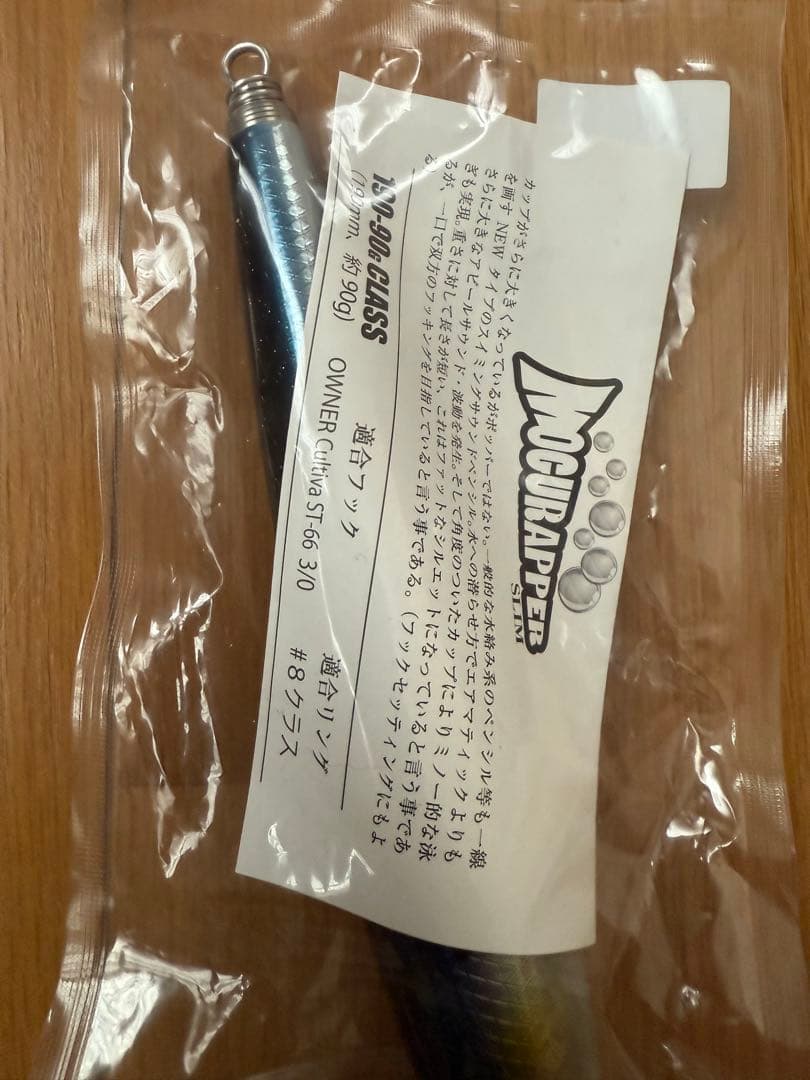 MOGURAPPER
SLIM
カップがさらに大きくなっているがポッパーではない。一般的な水絡み系のペンシル等も一線
を画す NEW タイプのスイミングサウンドペンシル。水への潜らせ方でエアマティックよりも
さらに大きなアピールサウンド・波動を発生。そして角度のついたカップによりミノー的な泳
ぎも実現。重さに対して長さが短い、これはファットなシルエットになっていると言う事であ
るが、一口で双方のフッキングを目指していると言う事である。(フックセッティングにもよ
る)
190-90g CLASS
(190mm、約90g)
適合フック
OWNER Cultiva ST-66 3/0
適合リング
#8クラス